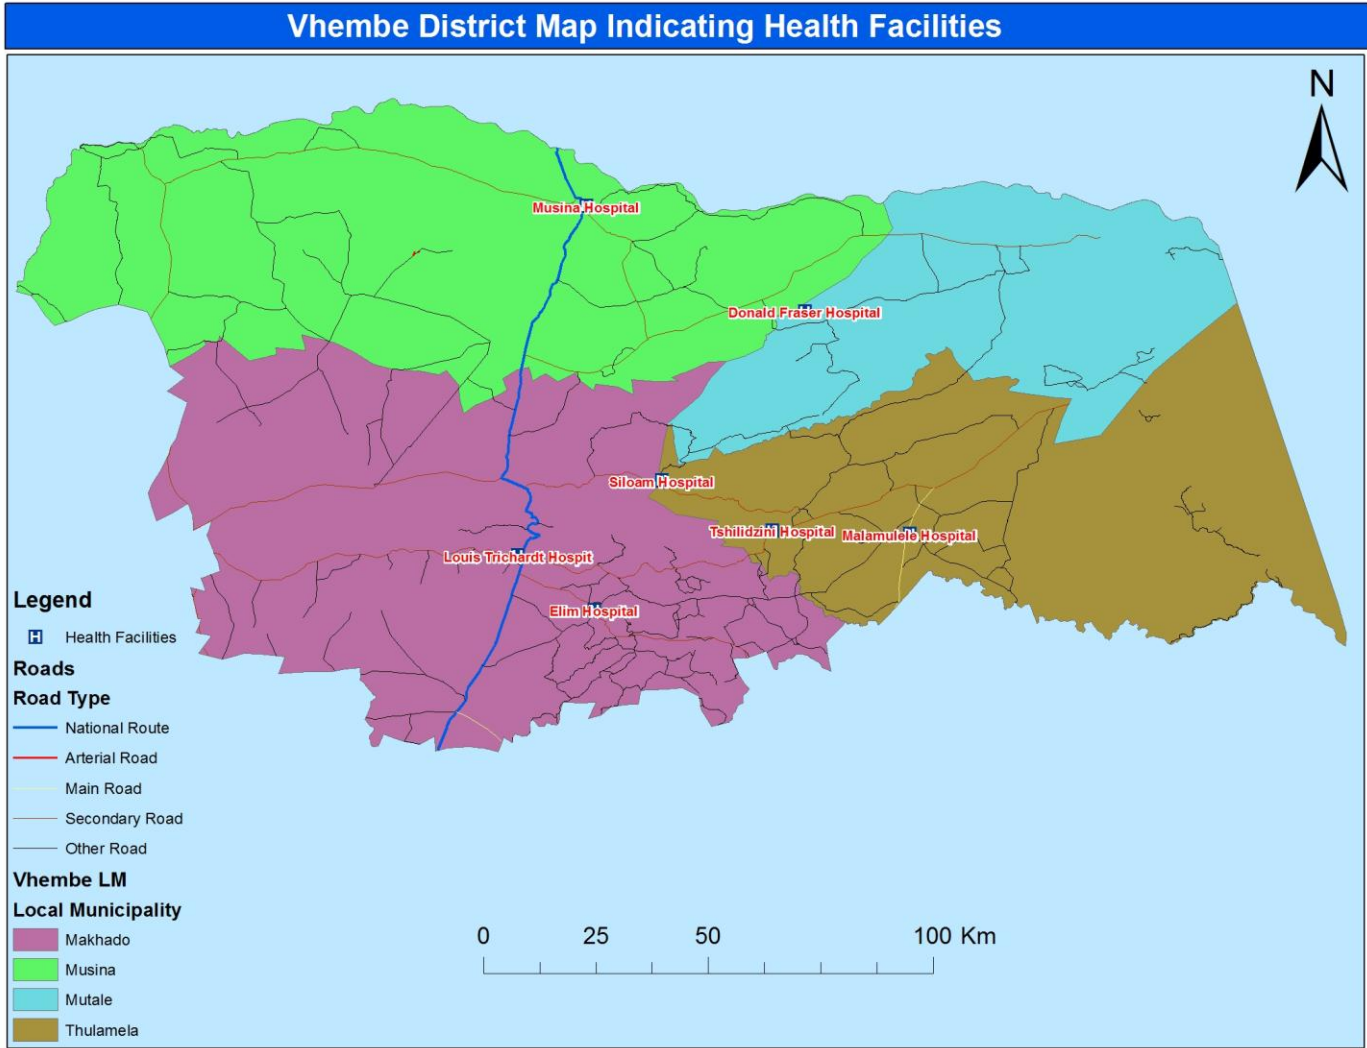 Vhembe District Map Indicating Health Facilities
N
Musina Hospital
Donald Fraser Hospital
Siloam Hospital
Tshilidzini Hospital
Malamulele Hospital
Louis Trichardt Hospit
Elim Hospital
Legend
H Health Facilities
Roads
Road Type
National Route
Arterial Road
Main Road
Secondary Road
Other Road
Vhembe LM
Local Municipality
Makhado
Musina
Mutale
Thulamela
0 25 50 100 Km